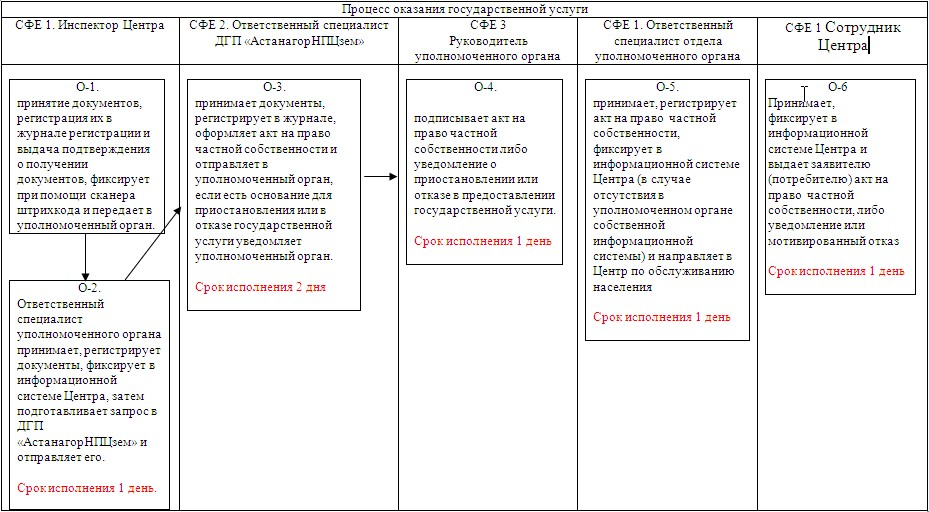 Процесс оказания государственной услуги
СФЕ 1. Инспектор Центра
СФЕ 2. Ответственный специалист
ДГП «АстанагорНПЦзем»
СФЕ 3
Руководитель
уполномоченного органа
СФЕ 1. Ответственный
специалист отдела
уполномоченного органа
СФЕ 1 Сотрудник
Центра
О-1.
принятие документов,
регистрация их в
журнале регистрации и
выдача подтверждения
о получении
документов, фиксирует
при помощи сканера
штрихкода и передает в
уполномоченный орган.
О-2.
Ответственный
специалист
уполномоченного органа
принимает, регистрирует
документы, фиксирует в
информационной
системе Центра, затем
подготавливает запрос в
ДГП
«АстанагорНПЦзем» и
отправляет его.
Срок исполнения 1 день.
О-3.
принимает документы,
регистрирует в журнале,
оформляет акт на право
частной собственности и
отправляет в
уполномоченный орган,
если есть основание для
приостановления или в
отказе государственной
услуги уведомляет
уполномоченный орган.
Срок исполнения 2 дня
О-4.
подписывает акт на
право частной
собственности либо
уведомление о
приостановлении или
отказе в предоставлении
государственной услуги.
Срок исполнения 1 день
О-5.
принимает, регистрирует
акт на право частной
собственности,
фиксирует в
информационной системе
Центра (в случае
отсутствия в
уполномоченном органе
собственной
информационной
системы) и направляет в
Центр по обслуживанию
населения
Срок исполнения 1 день
О-6
Принимает,
фиксирует в
информационной
системе Центра и
выдает заявителю
(потребителю) акт на
право частной
собственности, либо
уведомление или
мотивированный отказ
Срок исполнения 1 день